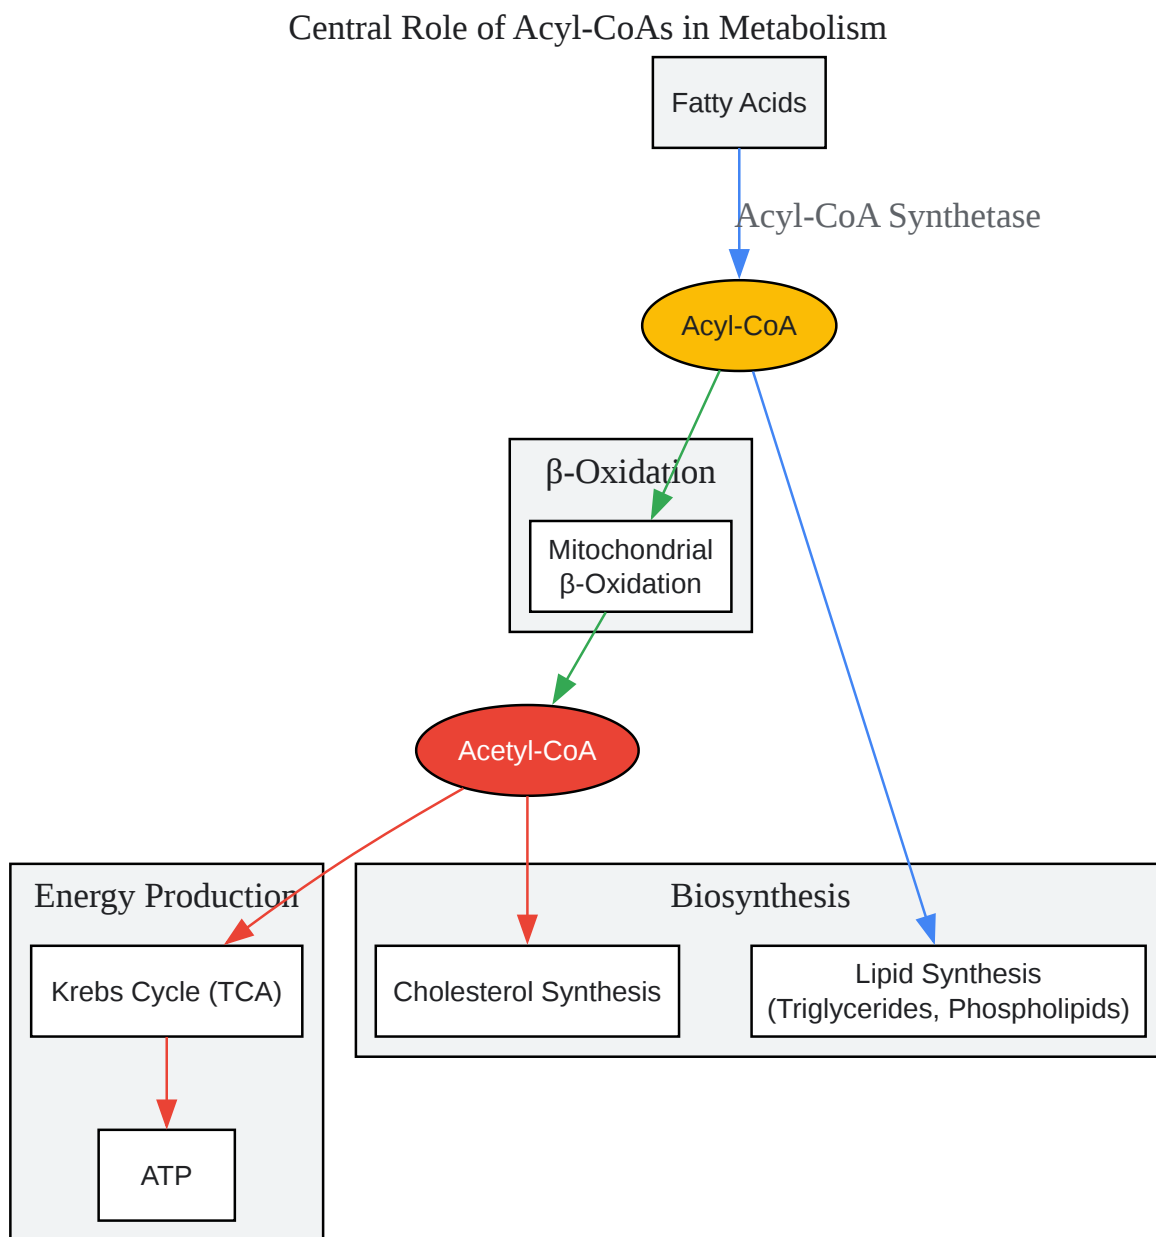 Central Role of Acyl-CoAs in Metabolism
Fatty Acids
Acyl-CoA Synthetase
Acyl-CoA
β-Oxidation
Mitochondrial
β-Oxidation
Acetyl-CoA
Energy Production
Biosynthesis
Krebs Cycle (TCA)
Cholesterol Synthesis
Lipid Synthesis
(Triglycerides, Phospholipids)
ATP